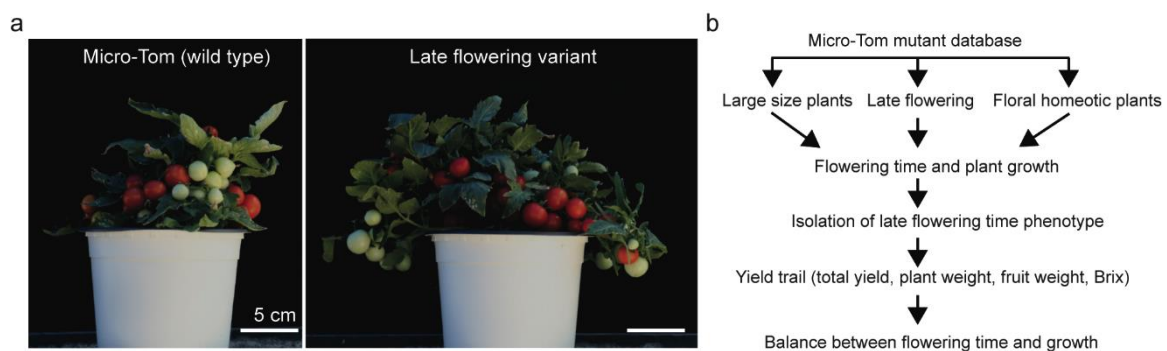 a
Micro-Tom (wild type)
5 cm
Late flowering variant
b
Micro-Tom mutant database
Large size plants
Late flowering
Floral homeotic plants
Flowering time and plant growth
Isolation of late flowering time phenotype
Yield trail (total yield, plant weight, fruit weight, Brix)
Balance between flowering time and growth